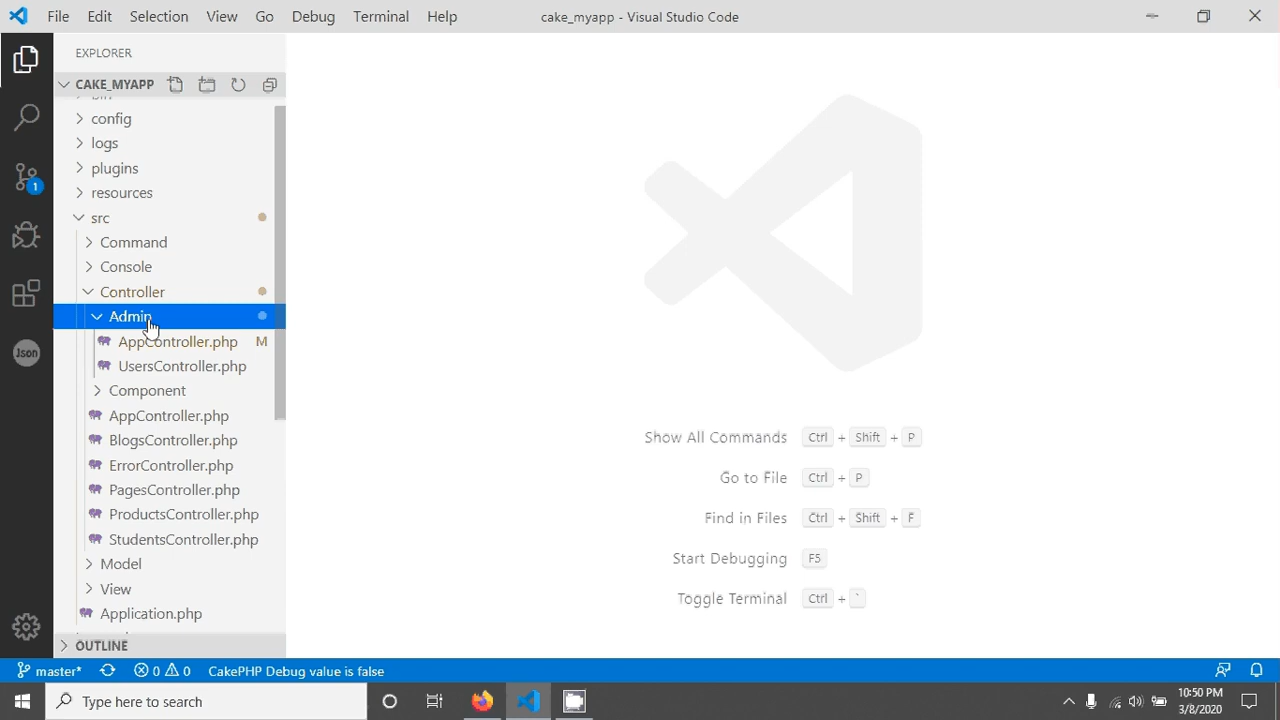 File Edit Selection View Go Debug Terminal Help
cake_myapp - Visual Studio Code
EXPLORER
CAKE_MYAPP
bin
config
logs
plugins
resources
src
Command
Console
Controller
Admin
AppController.php M
UsersController.php
Component
AppController.php
BlogsController.php
ErrorController.php
PagesController.php
ProductsController.php
StudentsController.php
Model
View
Application.php
OUTLINE
1
Json
Show All Commands Ctrl + Shift + P
Go to File Ctrl + P
Find in Files Ctrl + Shift + F
Start Debugging F5
Toggle Terminal Ctrl + `
master* 0 0 CakePHP Debug value is false
Type here to search
10:50 PM
3/8/2020